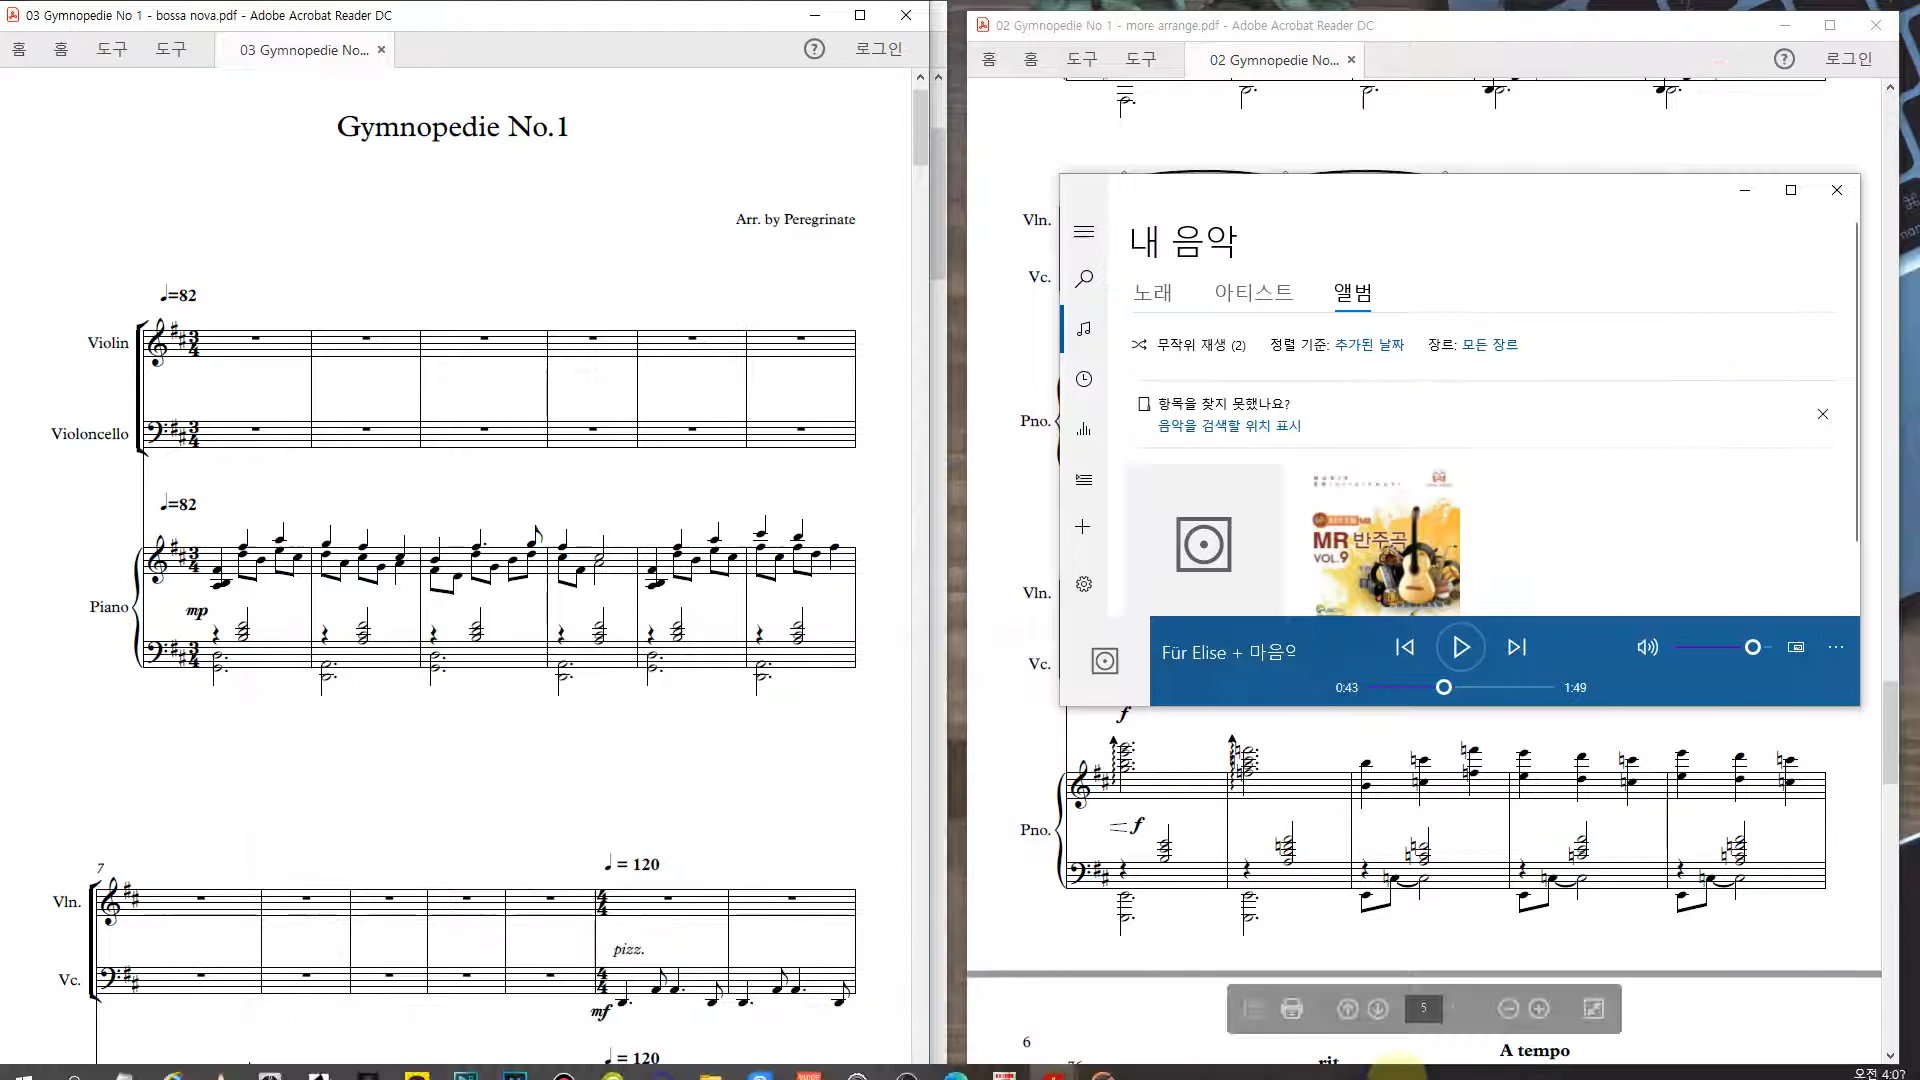 03 Gymnopedie No 1 - bossa nova.pdf - Adobe Acrobat Reader DC
홈 홈 도구 도구 03 Gymnopedie No... × ? 로그인
Gymnopedie No.1
Arr. by Peregrinate
♩=82
Violin
Violoncello
♩=82
Piano
mp
7
♩ = 120
Vln.
pizz.
Vc.
mf
♩ = 120
02 Gymnopedie No 1 - more arrange.pdf - Adobe Acrobat Reader DC
홈 홈 도구 도구 02 Gymnopedie No... × ? 로그인
Vln.
Vc.
Pno.
Vln.
Vc.
f
Pno.
f
내 음악
노래 아티스트 앨범
무작위 재생 (2) 정렬 기준: 추가된 날짜 장르: 모든 장르
항목을 찾지 못했나요?
음악을 검색할 위치 표시
MR 반주곡
VOL.9
Für Elise + 마음의
0:43 1:49
5
6
A tempo
rit
오전 4:0?